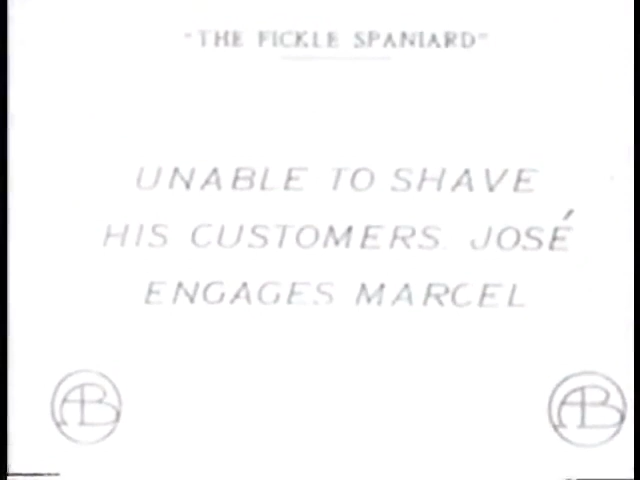 "THE FICKLE SPANIARD"
UNABLE TO SHAVE
HIS CUSTOMERS JOSÉ
ENGAGES MARCEL
AB AB